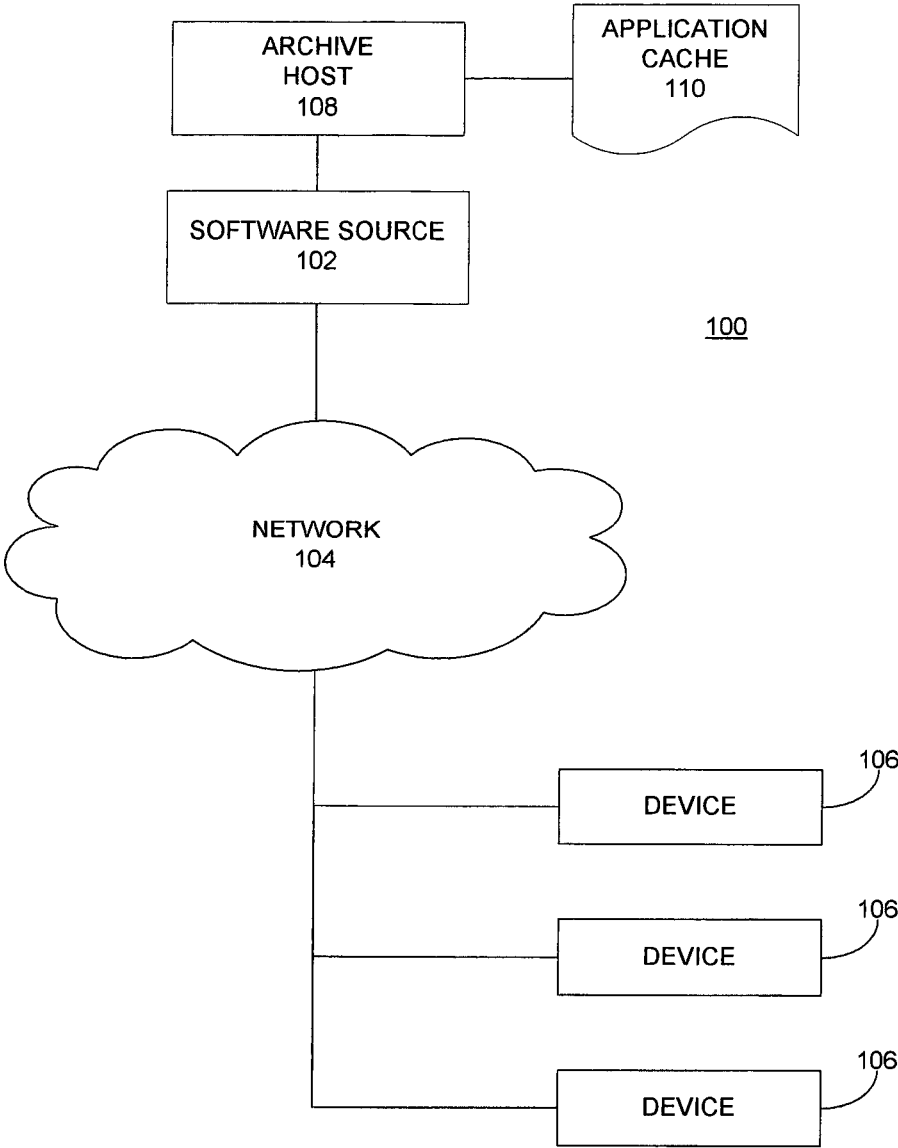 ARCHIVE
HOST
108
APPLICATION
CACHE
110
SOFTWARE SOURCE
102
100
NETWORK
104
106
DEVICE
106
DEVICE
106
DEVICE